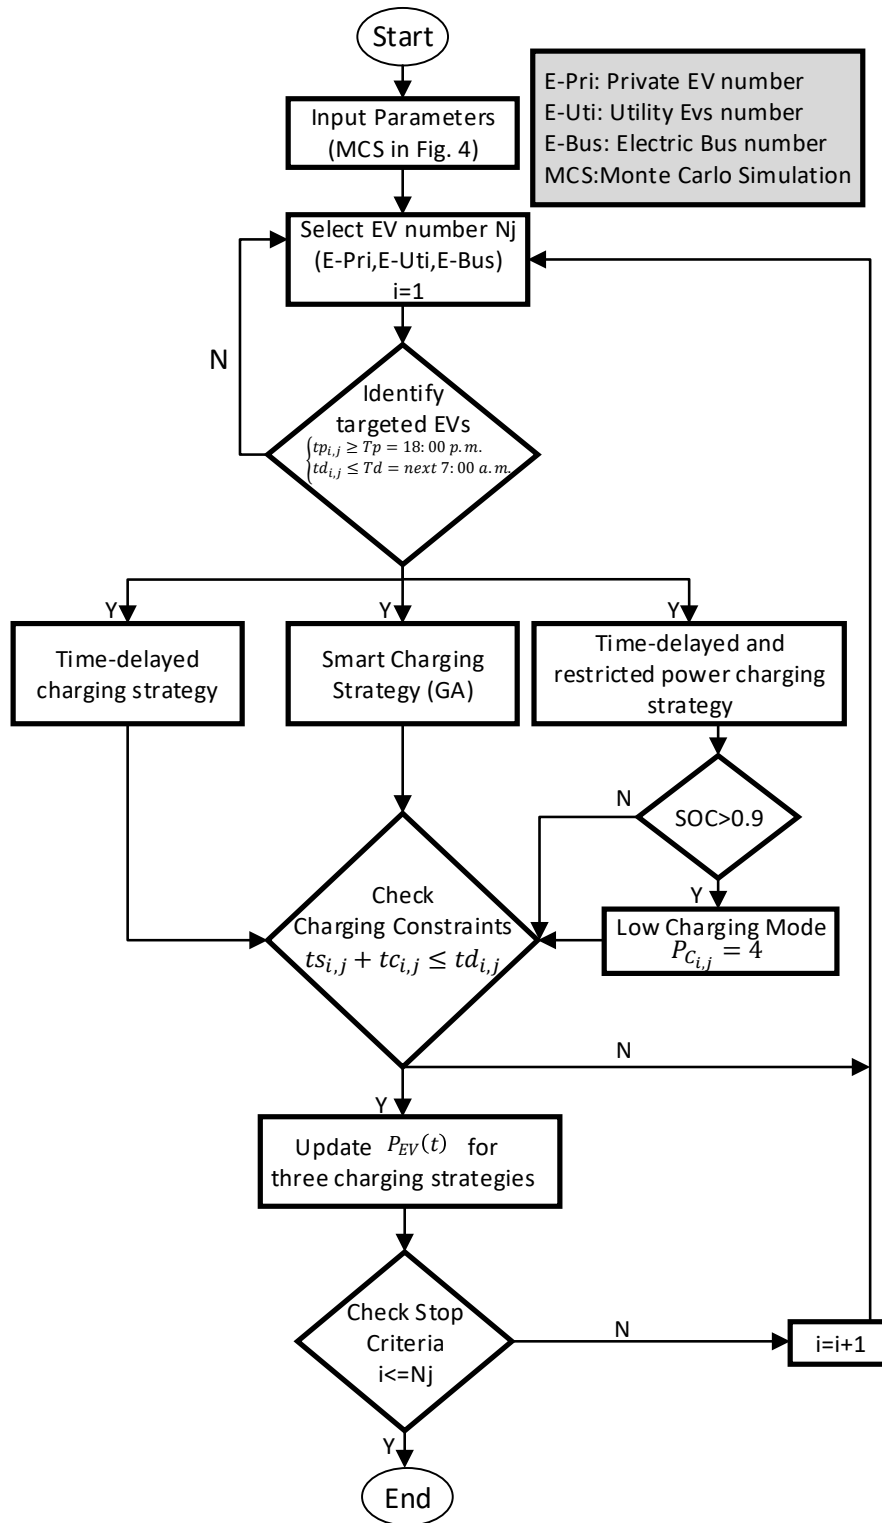 Start
E-Pri: Private EV number
E-Uti: Utility Evs number
E-Bus: Electric Bus number
MCS:Monte Carlo Simulation
Input Parameters
(MCS in Fig. 4)
Select EV number Nj
(E-Pri,E-Uti,E-Bus)
i=1
N
Identify
targeted EVs
{tp_{i,j} ≥ Tp = 18:00 p.m.
td_{i,j} ≤ Td = next 7:00 a.m.
Y
Y
Y
Time-delayed
charging strategy
Smart Charging
Strategy (GA)
Time-delayed and
restricted power charging
strategy
N
SOC>0.9
Y
Low Charging Mode
P_{C_{i,j}} = 4
Check
Charging Constraints
ts_{i,j} + tc_{i,j} ≤ td_{i,j}
N
Y
Update P_{EV}(t) for
three charging strategies
Check Stop
Criteria
i<=Nj
N
i=i+1
Y
End